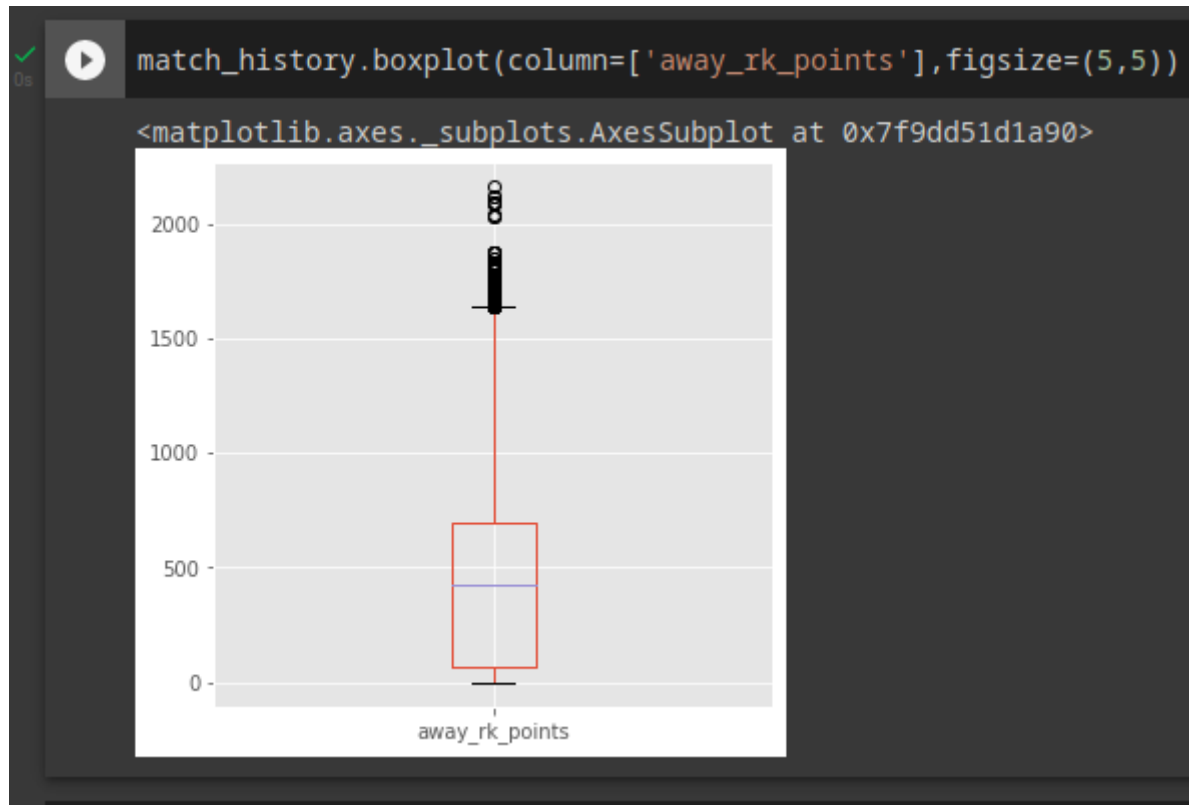 match_history.boxplot(column=['away_rk_points'],figsize=(5,5))
0s
<matplotlib.axes._subplots.AxesSubplot at 0x7f9dd51d1a90>
2000
1500
1000
500
0
away_rk_points